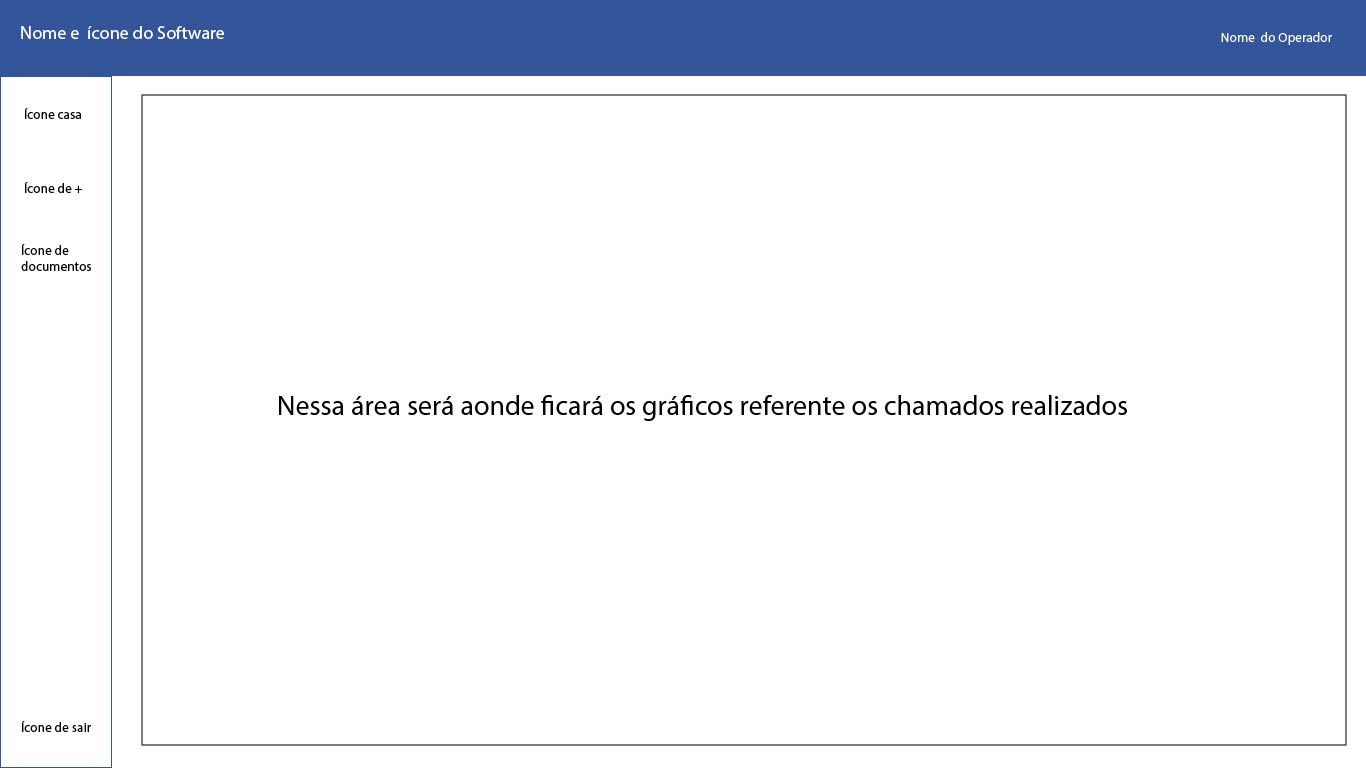 Nome e ícone do Software
Nome do Operador
Ícone casa
Ícone de +
Ícone de
documentos
Nessa área será aonde ficará os gráficos referente os chamados realizados
Ícone de sair